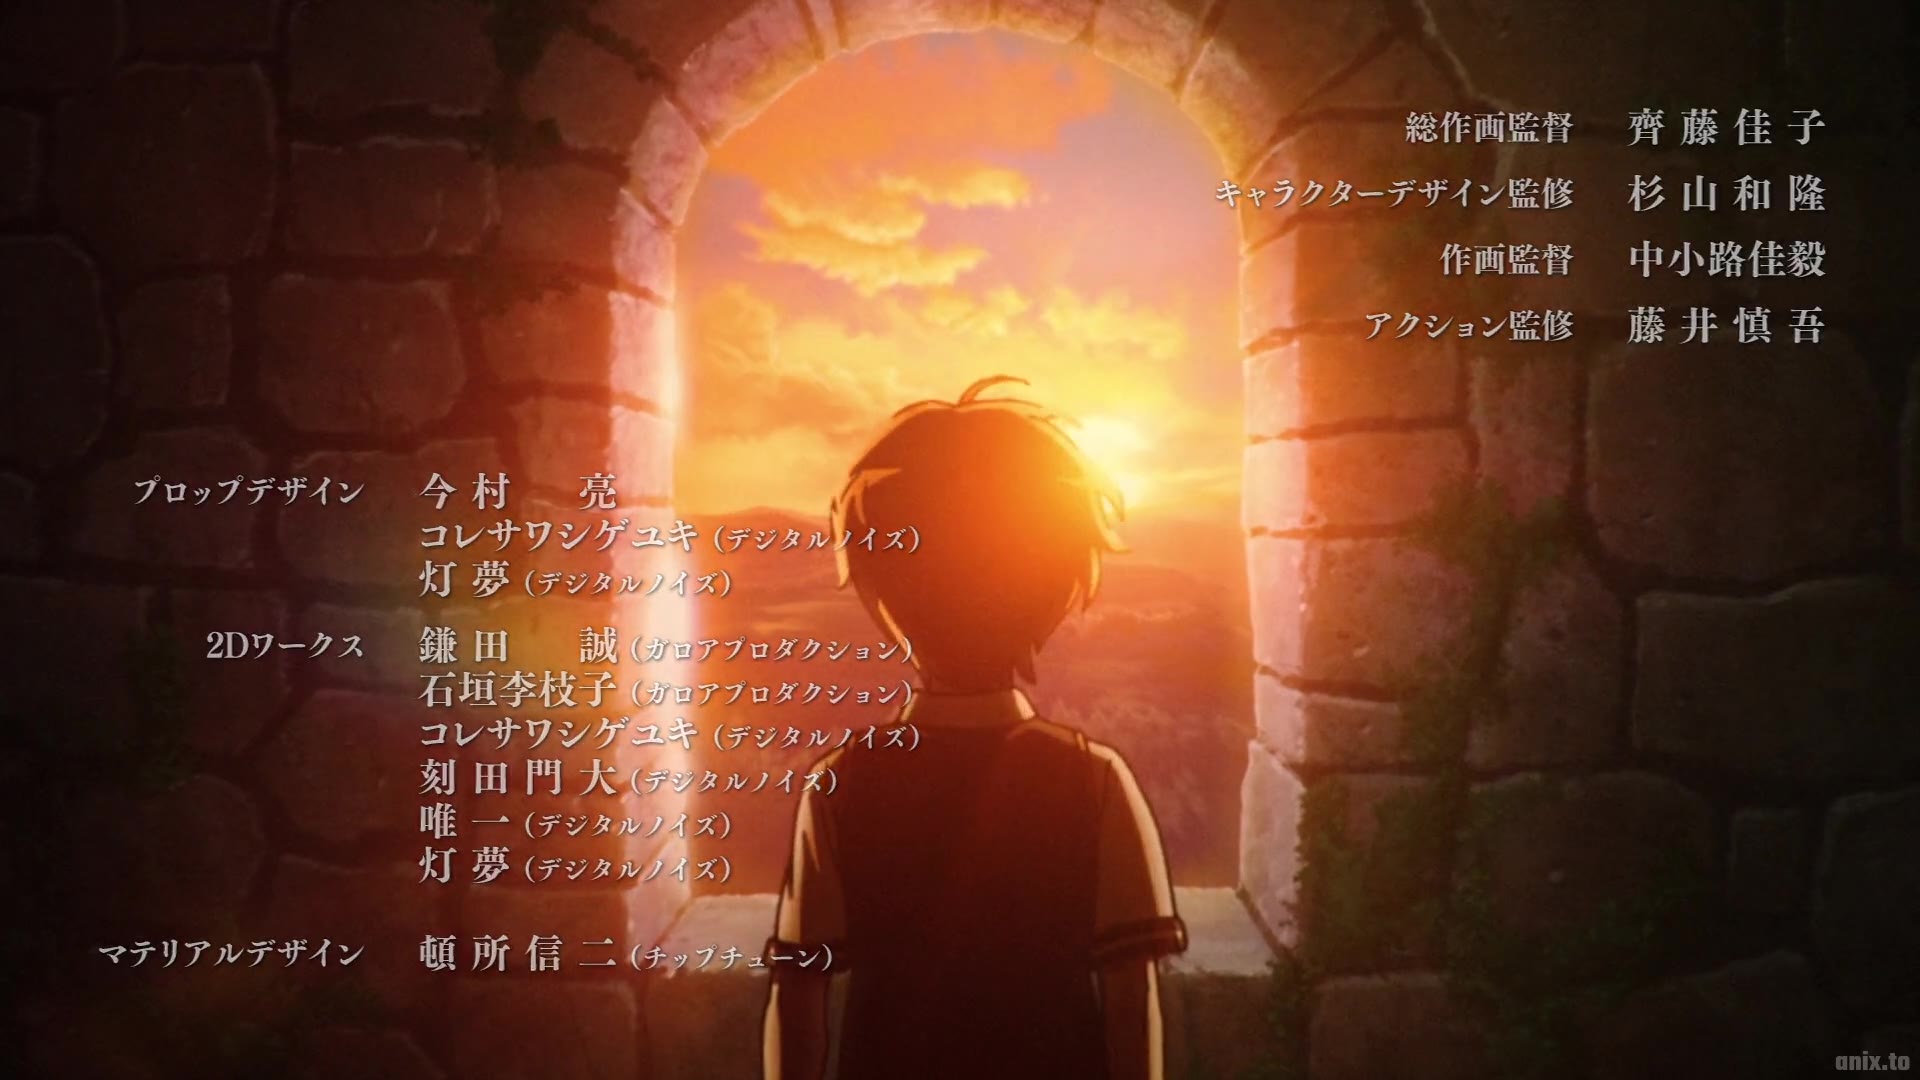 総作画監督 齊藤佳子
キャラクターデザイン監修 杉山和隆
作画監督 中小路佳毅
アクション監修 藤井慎吾
プロップデザイン 今村 亮
コレサワシゲユキ（デジタルノイズ）
灯夢（デジタルノイズ）
2Dワークス 鎌田 誠（ガロアプロダクション）
石垣李枝子（ガロアプロダクション）
コレサワシゲユキ（デジタルノイズ）
刻田門大（デジタルノイズ）
唯一（デジタルノイズ）
灯夢（デジタルノイズ）
マテリアルデザイン 頓所信二（チップチューン）
anix.to